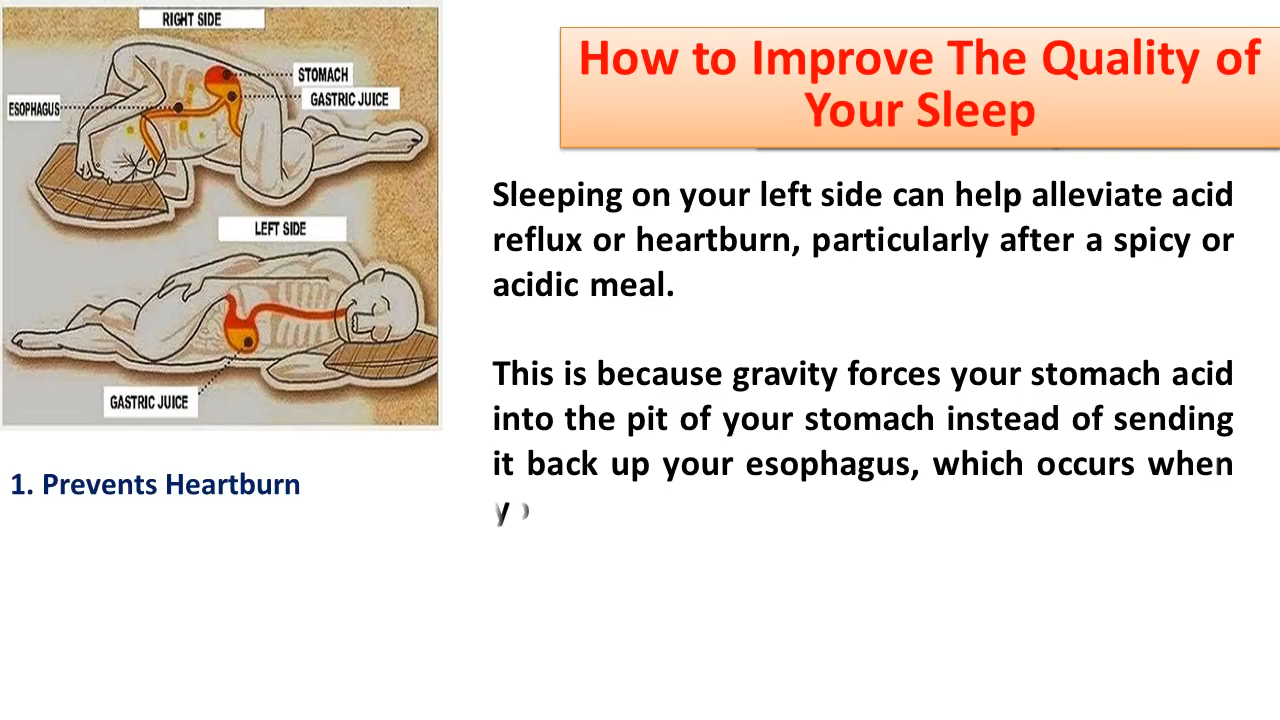 RIGHT SIDE
STOMACH
GASTRIC JUICE
ESOPHAGUS
LEFT SIDE
GASTRIC JUICE
1. Prevents Heartburn
How to Improve The Quality of
Your Sleep
Sleeping on your left side can help alleviate acid
reflux or heartburn, particularly after a spicy or
acidic meal.
This is because gravity forces your stomach acid
into the pit of your stomach instead of sending
it back up your esophagus, which occurs when